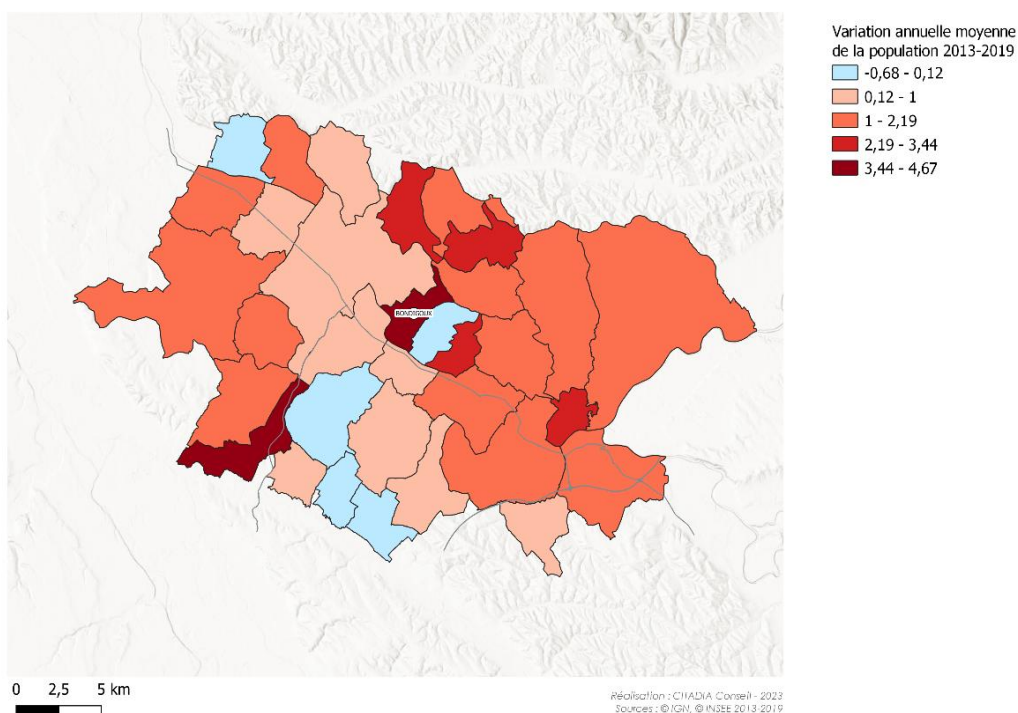 Variation annuelle moyenne
de la population 2013-2019
-0,68 - 0,12
0,12 - 1
1 - 2,19
2,19 - 3,44
3,44 - 4,67
BONDIGOUX
0 2,5 5 km
Réalisation : CITADIA Conseil - 2023
Sources : © IGN, © INSEE 2013-2019